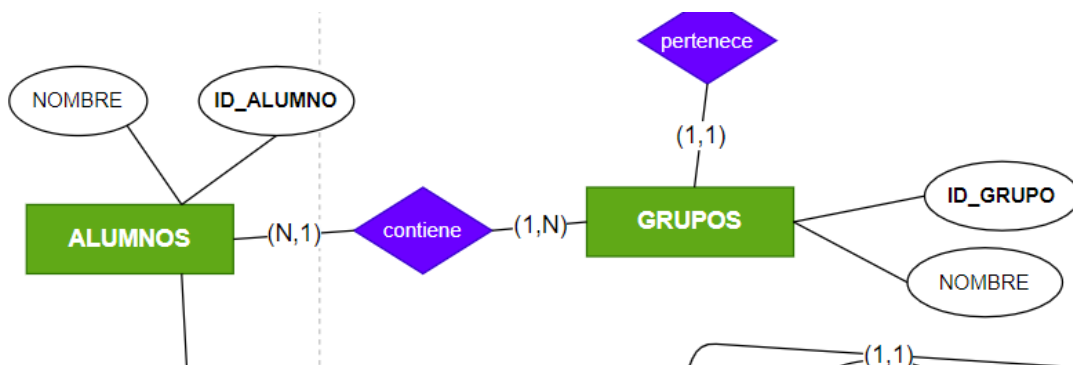 pertenece
NOMBRE
ID_ALUMNO
(1,1)
ID_GRUPO
ALUMNOS
(N,1)
contiene
(1,N)
GRUPOS
NOMBRE
(1,1)